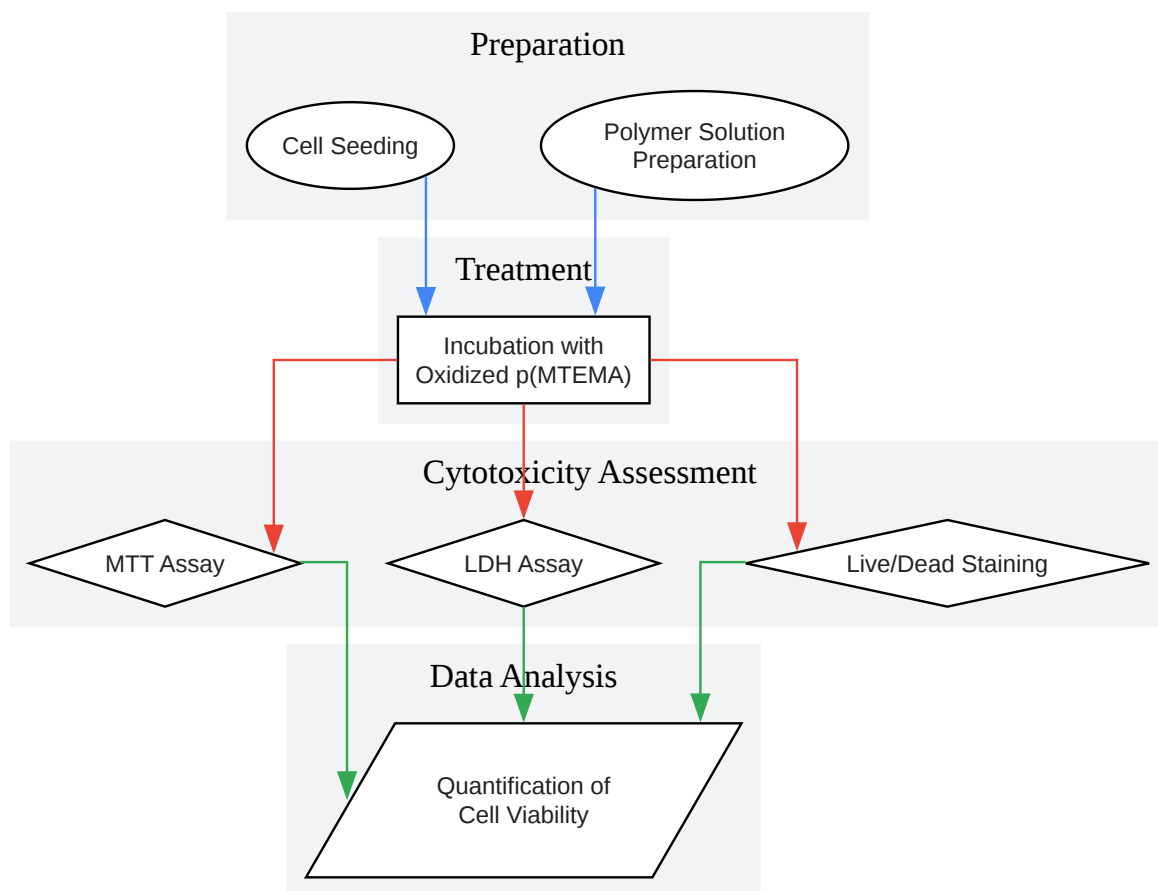 Preparation
Cell Seeding
Polymer Solution
Preparation
Treatment
Incubation with
Oxidized p(MTEMA)
Cytotoxicity Assessment
MTT Assay
LDH Assay
Live/Dead Staining
Data Analysis
Quantification of
Cell Viability